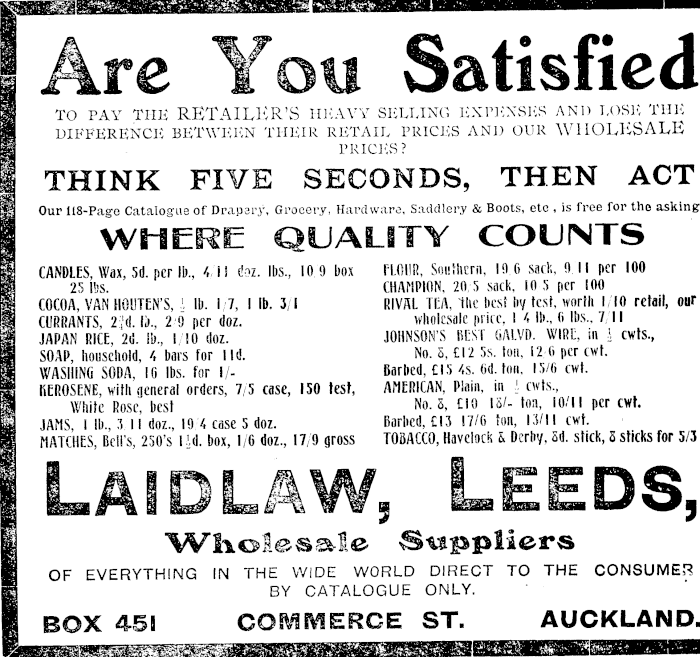 Are You Satisfied
TO PAY THE RETAILER'S HEAVY SELLING EXPENSES AND LOSE THE
DIFFERENCE BETWEEN THEIR RETAIL PRICES AND OUR WHOLESALE
PRICES?
THINK FIVE SECONDS, THEN ACT
Our 118-Page Catalogue of Drapery, Grocery, Hardware, Saddlery & Boots, etc , is free for the asking
WHERE QUALITY COUNTS
CANDLES, Wax, 5d. per lb., 4/11 doz. lbs., 10/9 box
25 lbs.
COCOA, VAN HOUTEN'S, lb. 1/7, 1 lb. 3/1
CURRANTS, 2½d. lb., 2/9 per doz.
JAPAN RICE, 2d. lb., 1/10 doz.
SOAP, household, 4 bars for 11d.
WASHING SODA, 16 lbs. for 1/-
KEROSENE, with general orders, 7/5 case, 150 test,
White Rose, best
JAMS, 1 lb., 3/11 doz., 19/4 case 5 doz.
MATCHES, Bell's, 250's 1½d. box, 1/6 doz., 17/9 gross
FLOUR, Southern, 19/6 sack, 9/11 per 100
CHAMPION, 20/5 sack, 10/5 per 100
RIVAL TEA, the best by test, worth 1/10 retail, our
wholesale price, 1/4 lb., 6 lbs., 7/11
JOHNSON'S BEST GALVD. WIRE, in cwts.,
No. 8, £12 5s. ton, 12/6 per cwt.
Barbed, £15 4s. 6d. ton, 15/6 cwt.
AMERICAN, Plain, in cwts.,
No. 8, £10 18/- ton, 10/11 per cwt.
Barbed, £13 17/6 ton, 13/11 cwt.
TOBACCO, Havelock & Derby, 8d. stick, 8 sticks for 5/3
LAIDLAW, LEEDS,
Wholesale Suppliers
OF EVERYTHING IN THE WIDE WORLD DIRECT TO THE CONSUMER
BY CATALOGUE ONLY.
BOX 451 COMMERCE ST. AUCKLAND.